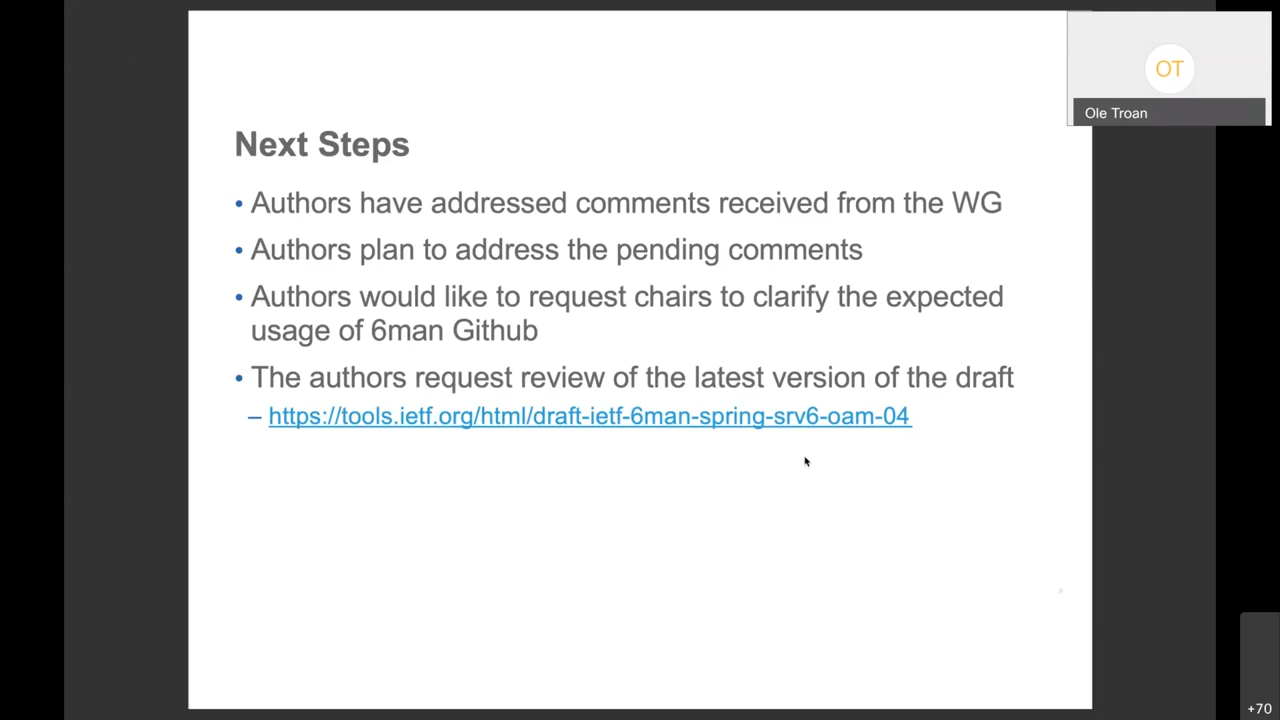 Next Steps
• Authors have addressed comments received from the WG
• Authors plan to address the pending comments
• Authors would like to request chairs to clarify the expected
usage of 6man Github
• The authors request review of the latest version of the draft
– https://tools.ietf.org/html/draft-ietf-6man-spring-srv6-oam-04
OT
Ole Troan
+70